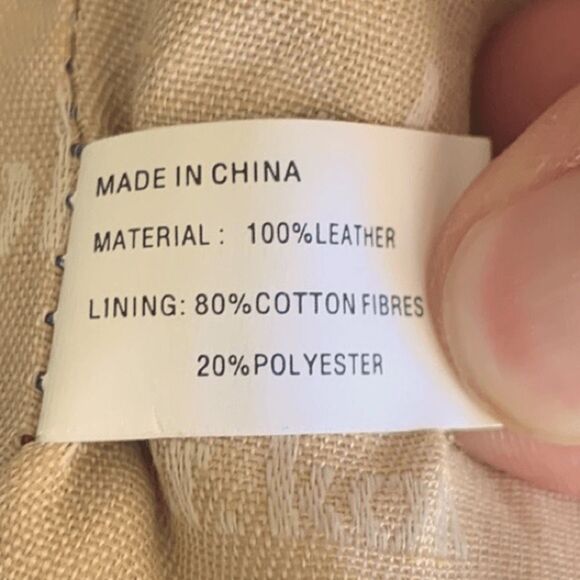 MADE IN CHINA
MATERIAL : 100%LEATHER
LINING: 80%COTTON FIBRES
20%POLYESTER